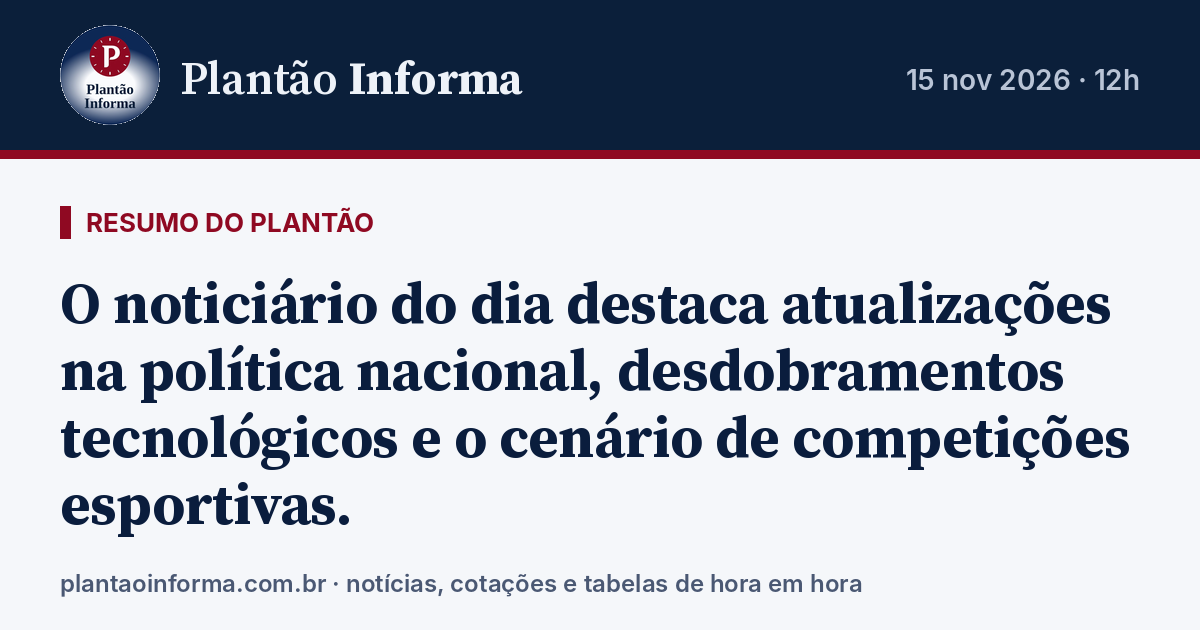 P
Plantão
Informa
Plantão Informa
15 nov 2026 · 12h
RESUMO DO PLANTÃO
O noticiário do dia destaca atualizações
na política nacional, desdobramentos
tecnológicos e o cenário de competições
esportivas.
plantaoinforma.com.br · notícias, cotações e tabelas de hora em hora